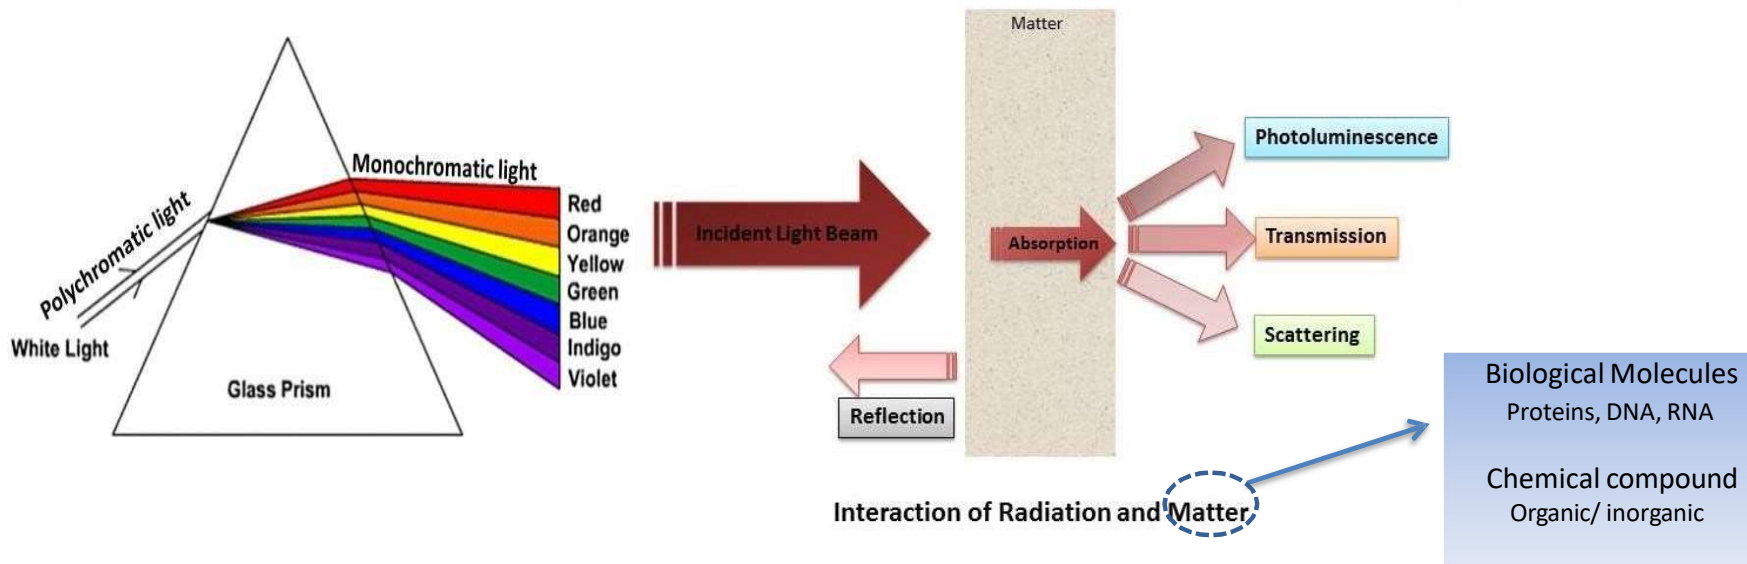 Polychromatic light
White Light
Glass Prism
Monochromatic light
Red
Orange
Yellow
Green
Blue
Indigo
Violet
Incident Light Beam
Reflection
Matter
Absorption
Photoluminescence
Transmission
Scattering
Interaction of Radiation and Matter
Biological Molecules
Proteins, DNA, RNA
Chemical compound
Organic/ inorganic